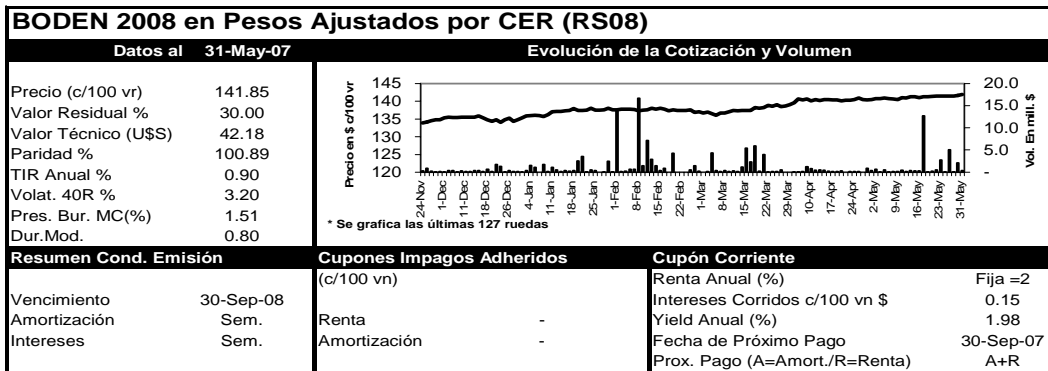 BODEN 2008 en Pesos Ajustados por CER (RS08)
Datos al 31-May-07
Evolución de la Cotización y Volumen
Precio (c/100 vr) 141.85
Valor Residual % 30.00
Valor Técnico (U$S) 42.18
Paridad % 100.89
TIR Anual % 0.90
Volat. 40R % 3.20
Pres. Bur. MC(%) 1.51
Dur.Mod. 0.80
Precio en $ c/100 vr
145
140
135
130
125
120
20.0
15.0
10.0
5.0
-
Vol. En mill. $
24-Nov
1-Dec
11-Dec
18-Dec
26-Dec
4-Jan
11-Jan
18-Jan
25-Jan
1-Feb
8-Feb
15-Feb
22-Feb
1-Mar
8-Mar
15-Mar
22-Mar
29-Mar
10-Apr
17-Apr
24-Apr
2-May
9-May
16-May
23-May
31-May
* Se grafica las últimas 127 ruedas
Resumen Cond. Emisión
Vencimiento 30-Sep-08
Amortización Sem.
Intereses Sem.
Cupones Impagos Adheridos
(c/100 vn)
Renta -
Amortización -
Cupón Corriente
Renta Anual (%) Fija =2
Intereses Corridos c/100 vn $ 0.15
Yield Anual (%) 1.98
Fecha de Próximo Pago 30-Sep-07
Prox. Pago (A=Amort./R=Renta) A+R